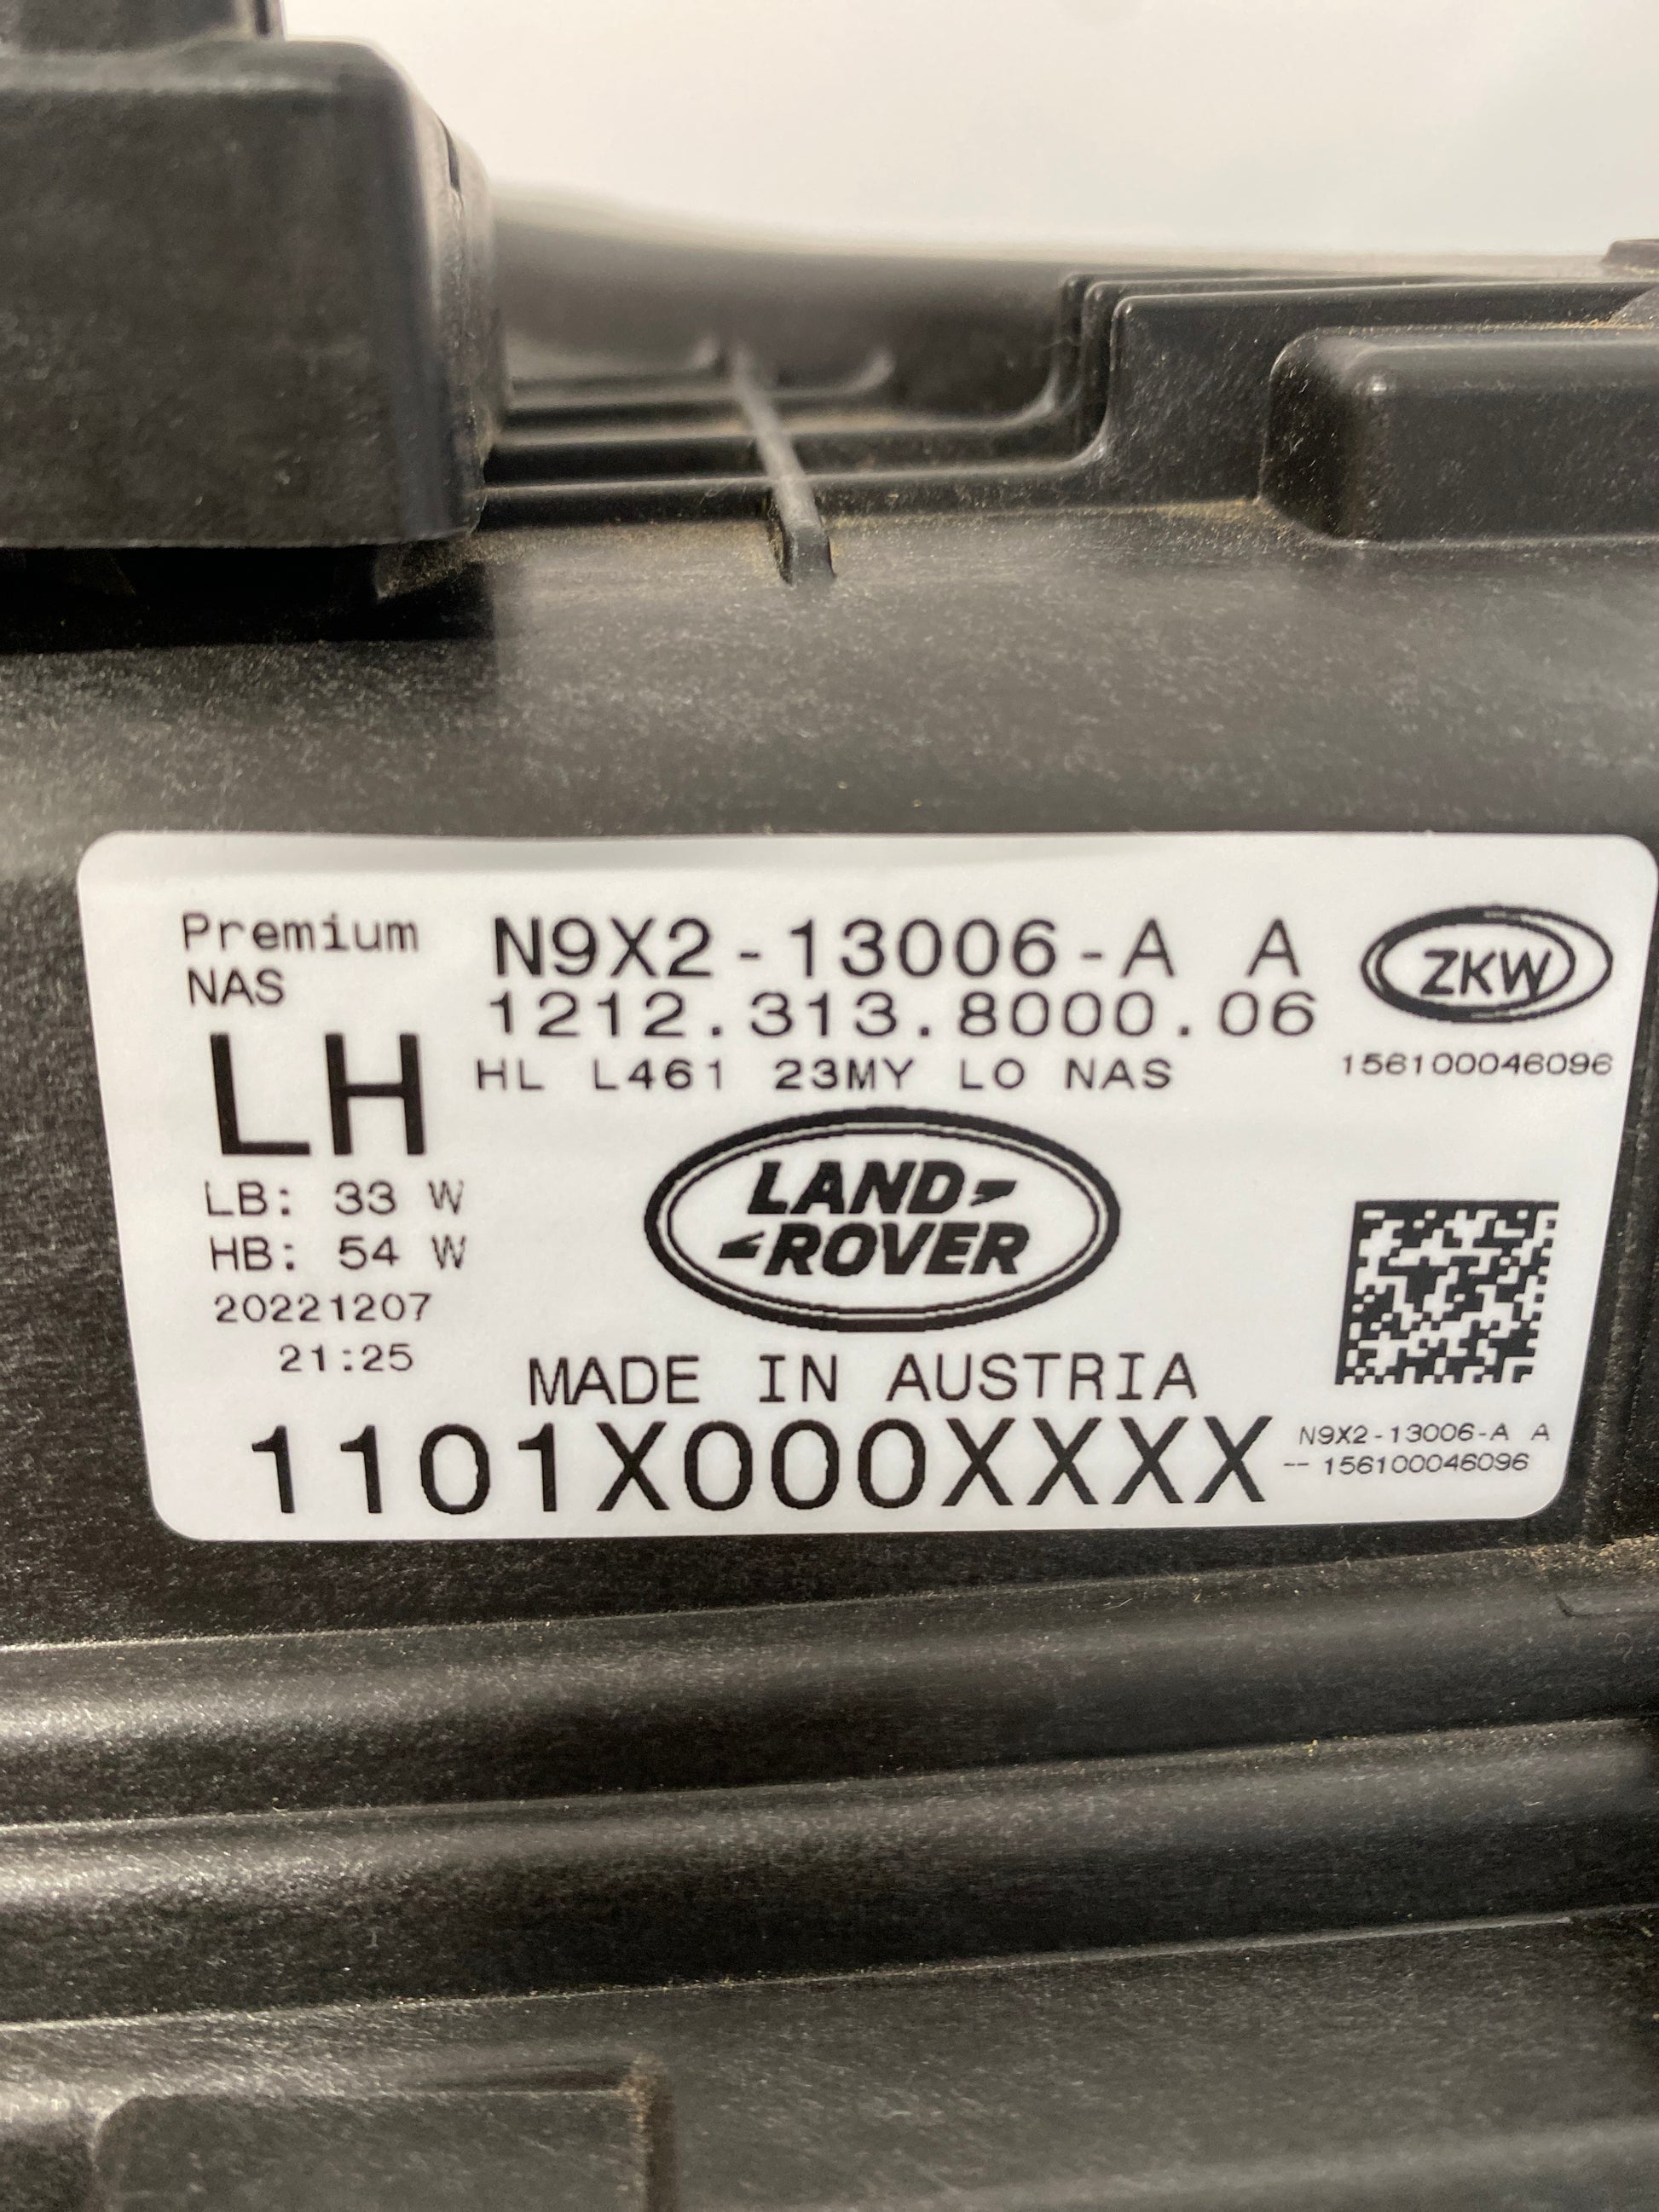 Premium
NAS
LH
LB: 33 W
HB: 54 W
20221207
21:25
N9X2-13006-A A
1212.313.8000.06
HL L461 23MY LO NAS
ZKW
156100046096
LAND
ROVER
MADE IN AUSTRIA
1101X000XXXX
N9X2-13006-A A
-- 156100046096